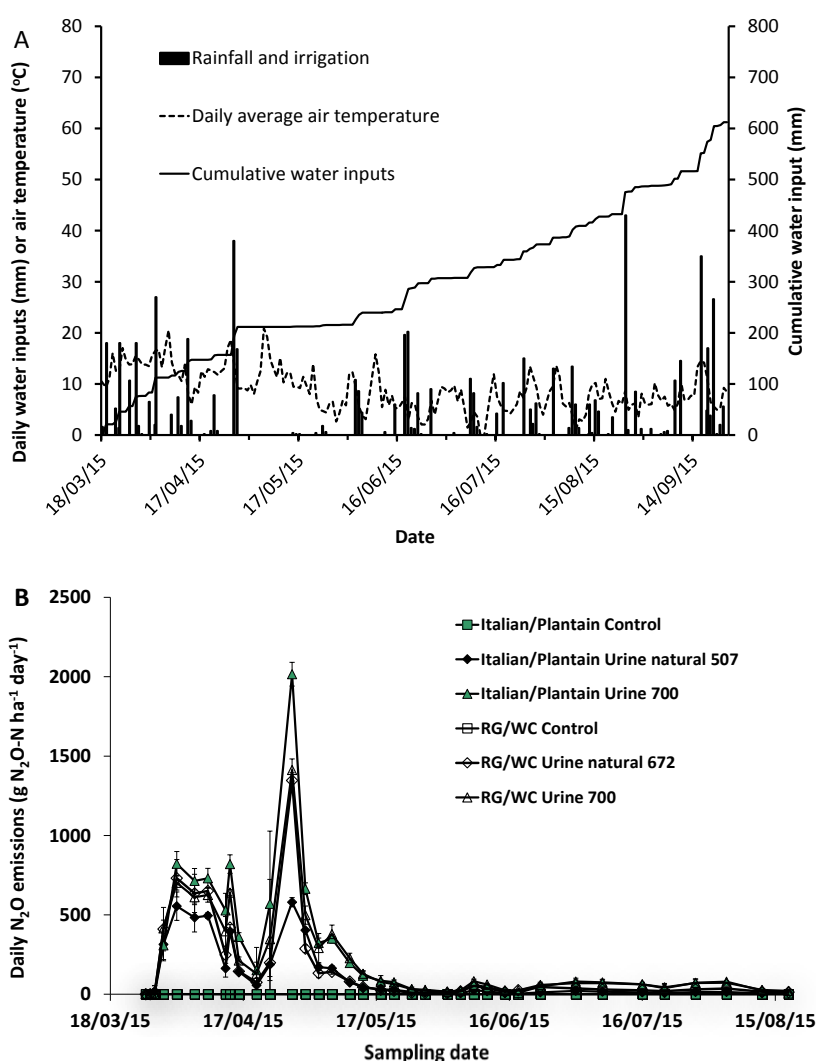 A
Daily water inputs (mm) or air temperature (°C)
80
70
60
50
40
30
20
10
0
Rainfall and irrigation
Daily average air temperature
Cumulative water inputs
800
700
600
500
400
300
200
100
0
Cumulative water input (mm)
18/03/15
17/04/15
17/05/15
16/06/15
16/07/15
15/08/15
14/09/15
Date
B
Daily N₂O emissions (g N₂O-N ha⁻¹ day⁻¹)
2500
2000
1500
1000
500
0
Italian/Plantain Control
Italian/Plantain Urine natural 507
Italian/Plantain Urine 700
RG/WC Control
RG/WC Urine natural 672
RG/WC Urine 700
18/03/15
17/04/15
17/05/15
16/06/15
16/07/15
15/08/15
Sampling date